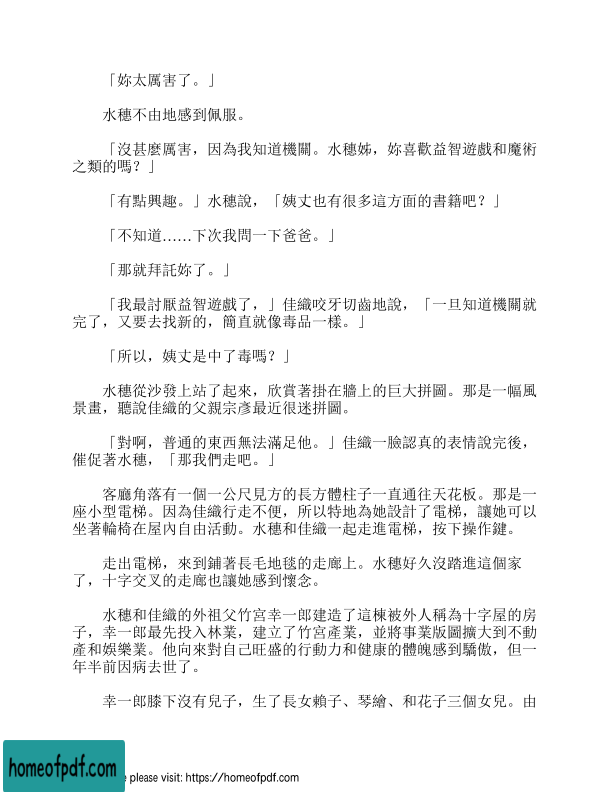 「妳太厲害了。」
水穗不由地感到佩服。
「沒甚麼厲害，因為我知道機關。水穗姊，妳喜歡益智遊戲和魔術
之類的嗎？」
「有點興趣。」水穗說，「姨丈也有很多這方面的書籍吧？」
「不知道……下次我問一下爸爸。」
「那就拜託妳了。」
「我最討厭益智遊戲了，」佳織咬牙切齒地說，「一旦知道機關就
完了，又要去找新的，簡直就像毒品一樣。」
「所以，姨丈是中了毒嗎？」
水穗從沙發上站了起來，欣賞著掛在牆上的巨大拼圖。那是一幅風
景畫，聽說佳織的父親宗彥最近很迷拼圖。
「對啊，普通的東西無法滿足他。」佳織一臉認真的表情說完後，
催促著水穗，「那我們走吧。」
客廳角落有一個一公尺見方的長方體柱子一直通往天花板。那是一
座小型電梯。因為佳織行走不便，所以特地為她設計了電梯，讓她可以
坐著輪椅在屋內自由活動。水穗和佳織一起走進電梯，按下操作鍵。
走出電梯，來到鋪著長毛地毯的走廊上。水穗好久沒踏進這個家
了，十字交叉的走廊也讓她感到懷念。
水穗和佳織的外祖父竹宮幸一郎建造了這棟被外人稱為十字屋的房
子，幸一郎最先投入林業，建立了竹宮產業，並將事業版圖擴大到不動
產和娛樂業。他向來對自己旺盛的行動力和健康的體魄感到驕傲，但一
年半前因病去世了。
幸一郎膝下沒有兒子，生了長女賴子、琴繪、和花子三個女兒。由
homeofpdf.com
please visit: https://homeofpdf.com